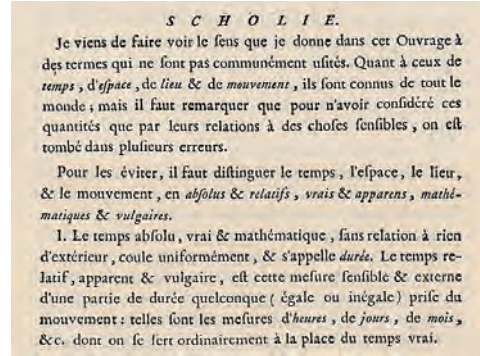 SCHOLIE.
Je viens de faire voir le ſens que je donne dans cet Ouvrage à
des termes qui ne ſont pas communément uſités. Quant à ceux de
temps, d'eſpace, de lieu & de mouvement, ils ſont connus de tout le
monde ; mais il faut remarquer que pour n'avoir conſidéré ces
quantités que par leurs relations à des choſes ſenſibles, on eſt
tombé dans pluſieurs erreurs.
Pour les éviter, il faut diſtinguer le temps, l'eſpace, le lieu,
& le mouvement, en abſolus & relatifs, vrais & apparens, mathé-
matiques & vulgaires.
I. Le temps abſolu, vrai & mathématique, ſans relation à rien
d'extérieur, coule uniformément, & s'appelle durée. Le temps re-
latif, apparent & vulgaire, eſt cette meſure ſenſible & externe
d'une partie de durée quelconque ( égale ou inégale) priſe du
mouvement : telles ſont les meſures d'heures, de jours, de mois,
&c. dont on ſe ſert ordinairement à la place du temps vrai.